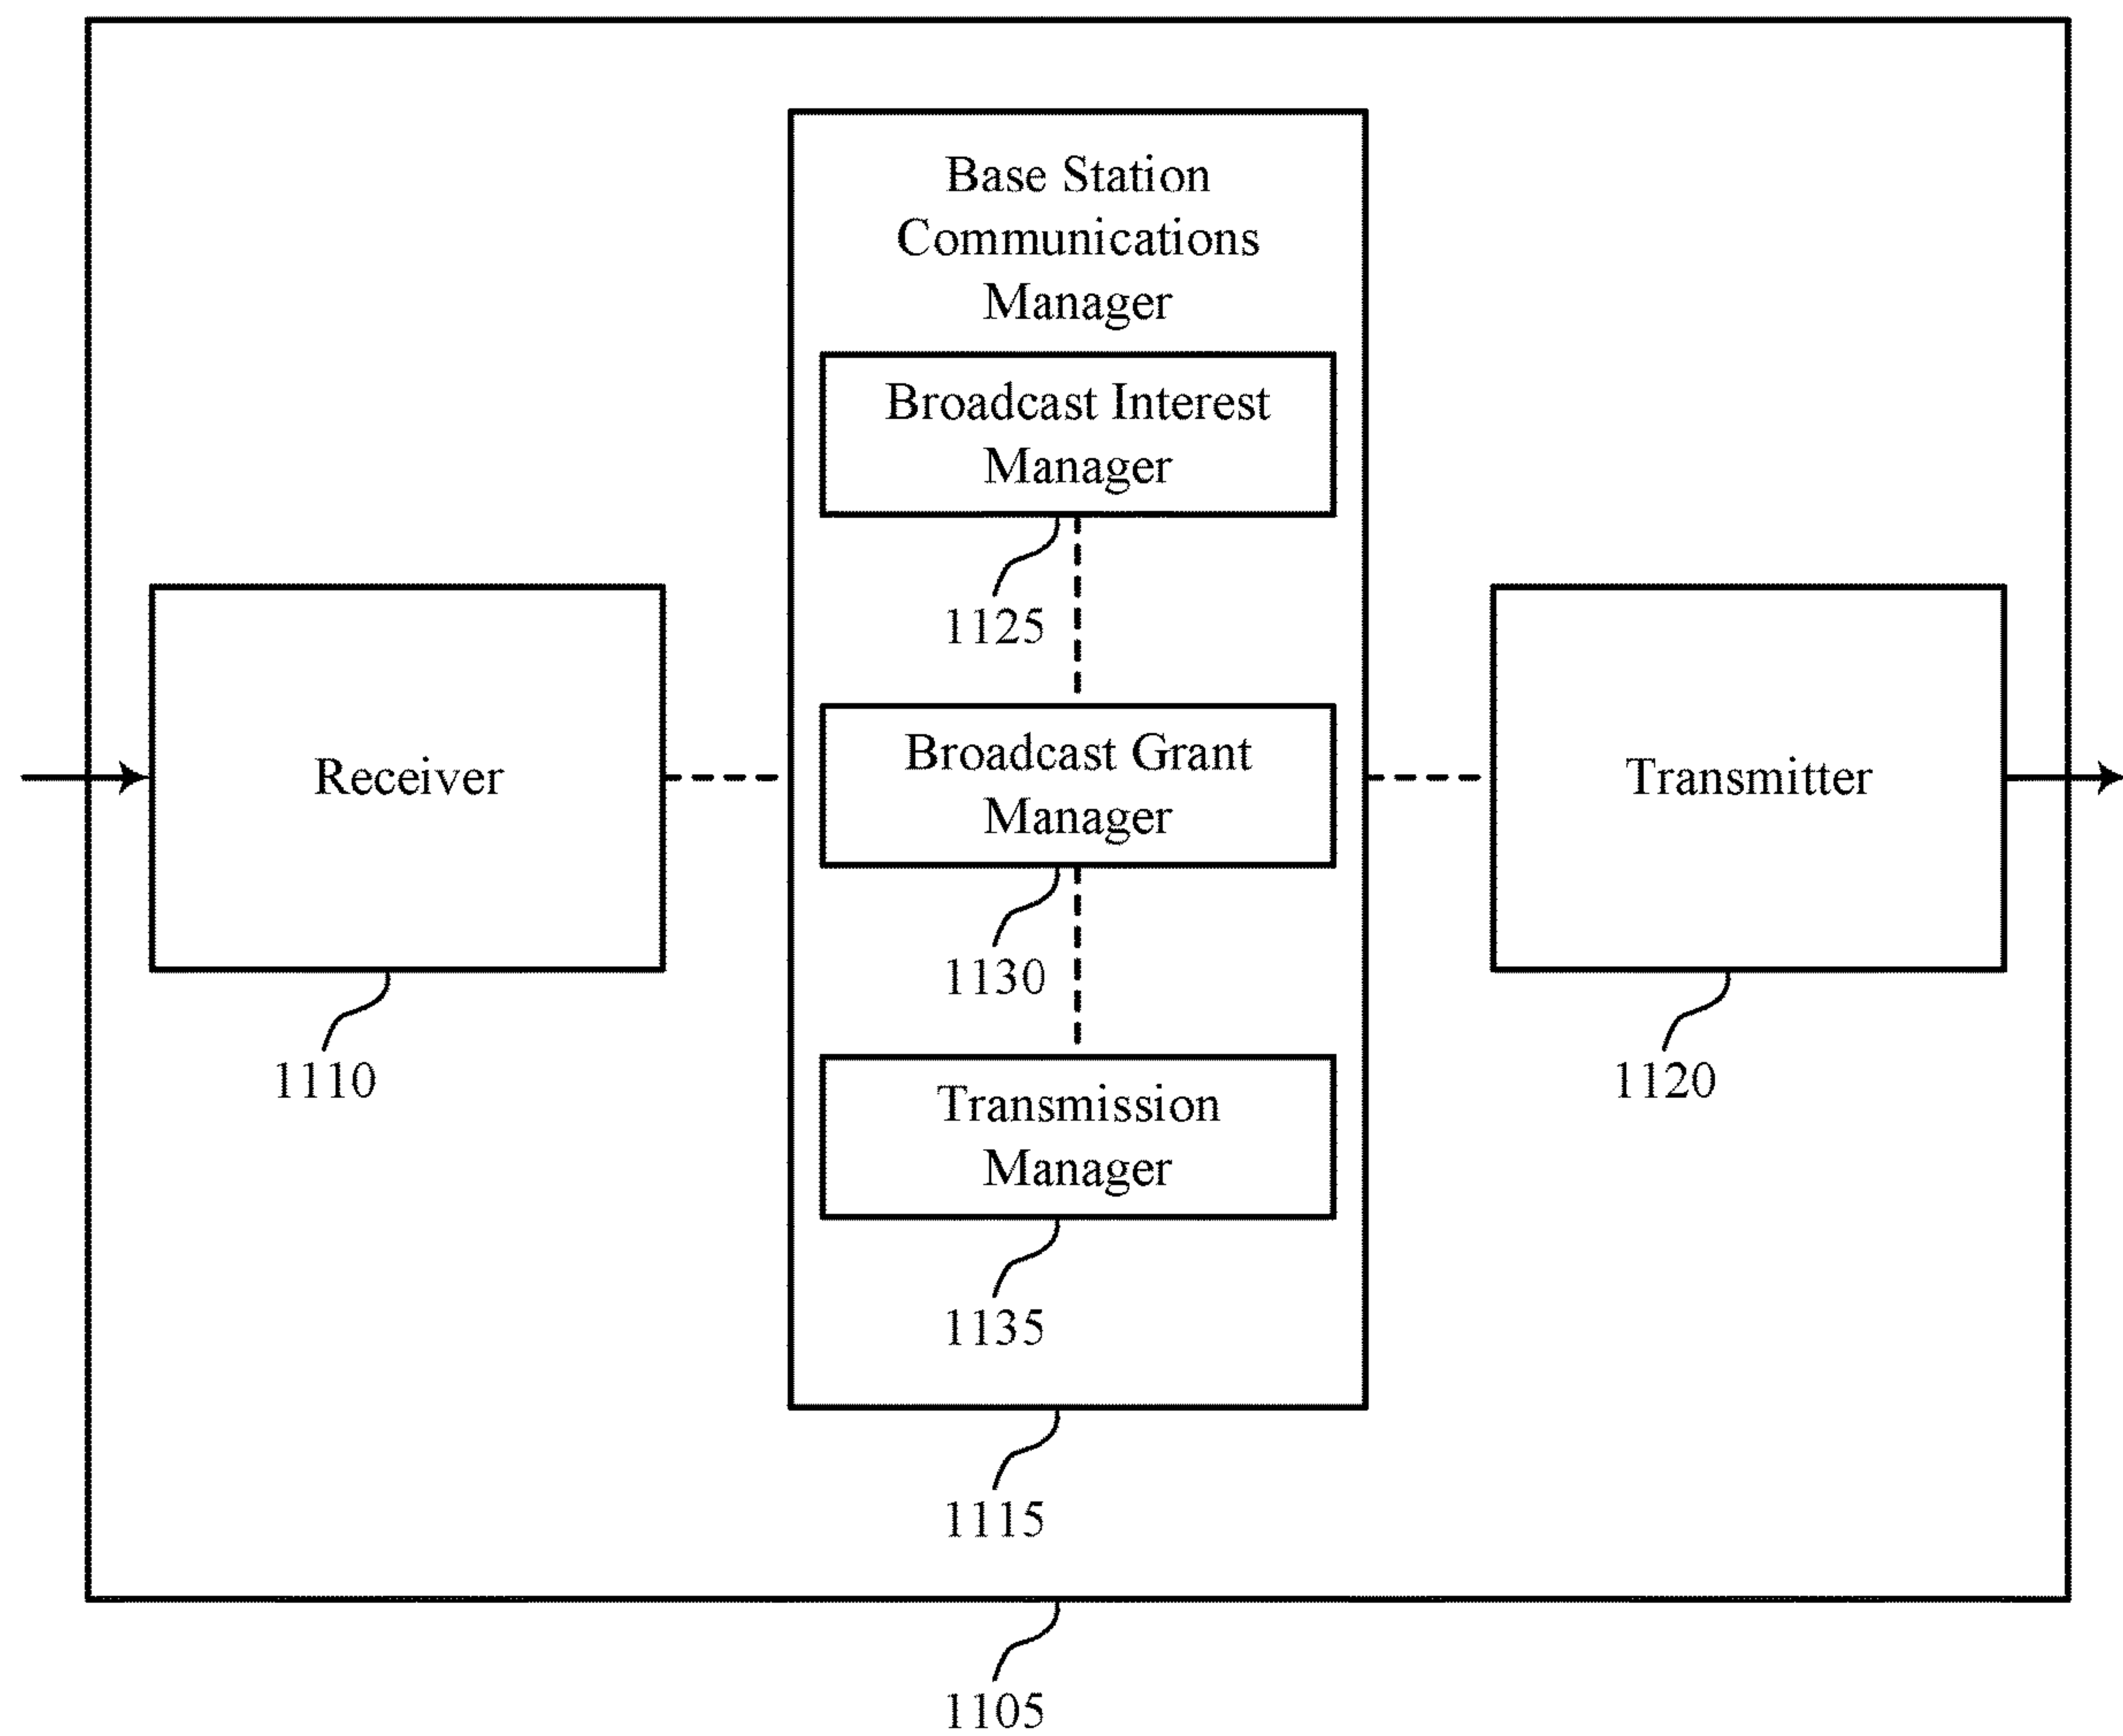 Base Station
Communications
Manager
Broadcast Interest
Manager
1125
Receiver
1110
Broadcast Grant
Manager
1130
Transmitter
1120
Transmission
Manager
1135
1115
1105